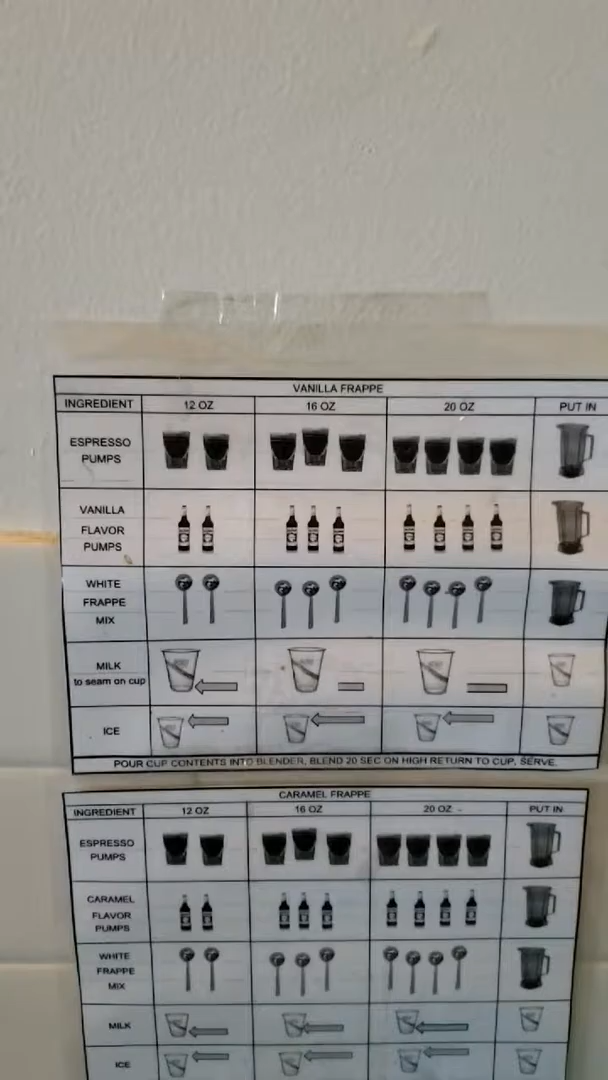 VANILLA FRAPPE
INGREDIENT 12 OZ 16 OZ 20 OZ PUT IN
ESPRESSO
PUMPS
VANILLA
FLAVOR
PUMPS
WHITE
FRAPPE
MIX
MILK
to seam on cup
ICE
POUR CUP CONTENTS INTO BLENDER, BLEND 20 SEC ON HIGH RETURN TO CUP, SERVE.
CARAMEL FRAPPE
INGREDIENT 12 OZ 16 OZ 20 OZ PUT IN
ESPRESSO
PUMPS
CARAMEL
FLAVOR
PUMPS
WHITE
FRAPPE
MIX
MILK
ICE